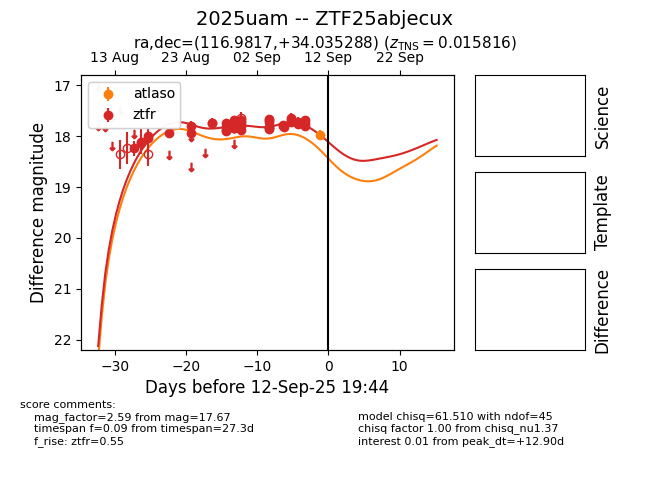 2025uam -- ZTF25abjecux
ra,dec=(116.9817,+34.035288) (zTNS = 0.015816)
13 Aug 23 Aug 02 Sep 12 Sep 22 Sep
atlaso
ztfr
17
18
19
20
21
22
Difference magnitude
−30 −20 −10 0 10
Days before 12-Sep-25 19:44
Science
Template
Difference
score comments:
mag_factor=2.59 from mag=17.67
timespan f=0.09 from timespan=27.3d
f_rise: ztfr=0.55
model chisq=61.510 with ndof=45
chisq factor 1.00 from chisq_nu1.37
interest 0.01 from peak_dt=+12.90d